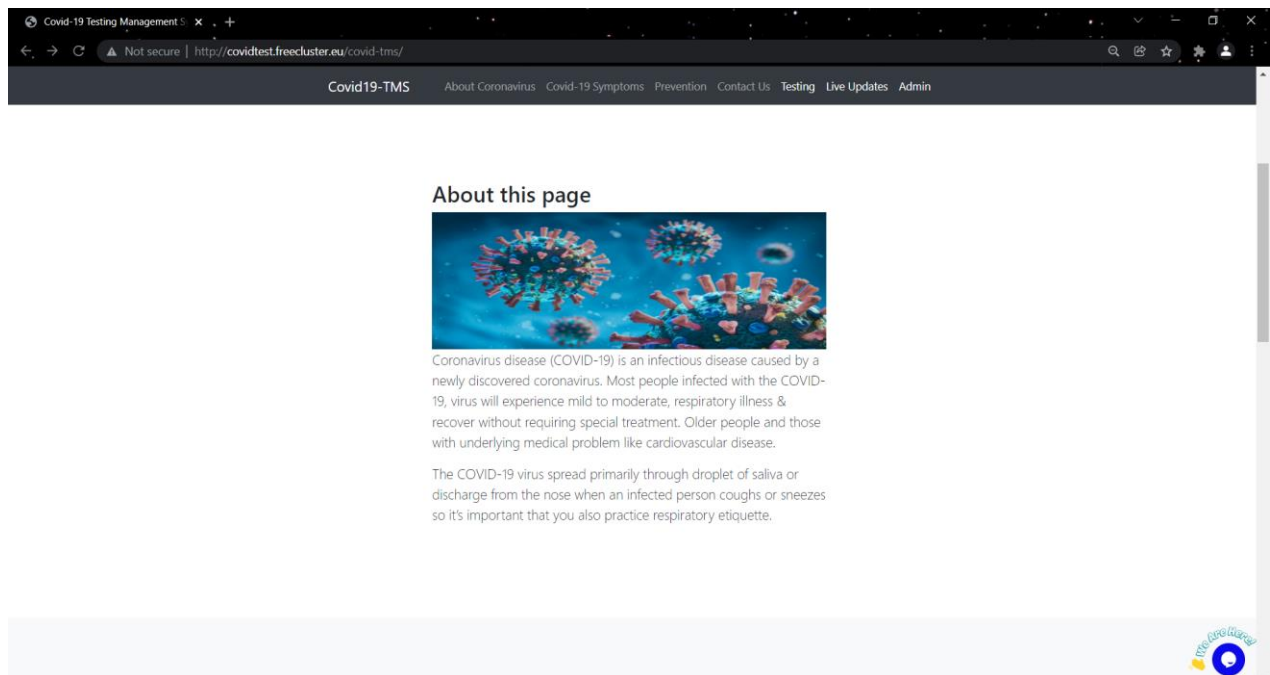 Covid-19 Testing Management S
Not secure | http://covidtest.freecluster.eu/covid-tms/
Covid19-TMS About Coronavirus Covid-19 Symptoms Prevention Contact Us Testing Live Updates Admin
About this page
Coronavirus disease (COVID-19) is an infectious disease caused by a
newly discovered coronavirus. Most people infected with the COVID-
19, virus will experience mild to moderate, respiratory illness &
recover without requiring special treatment. Older people and those
with underlying medical problem like cardiovascular disease.
The COVID-19 virus spread primarily through droplet of saliva or
discharge from the nose when an infected person coughs or sneezes
so it's important that you also practice respiratory etiquette.
We Are Here!